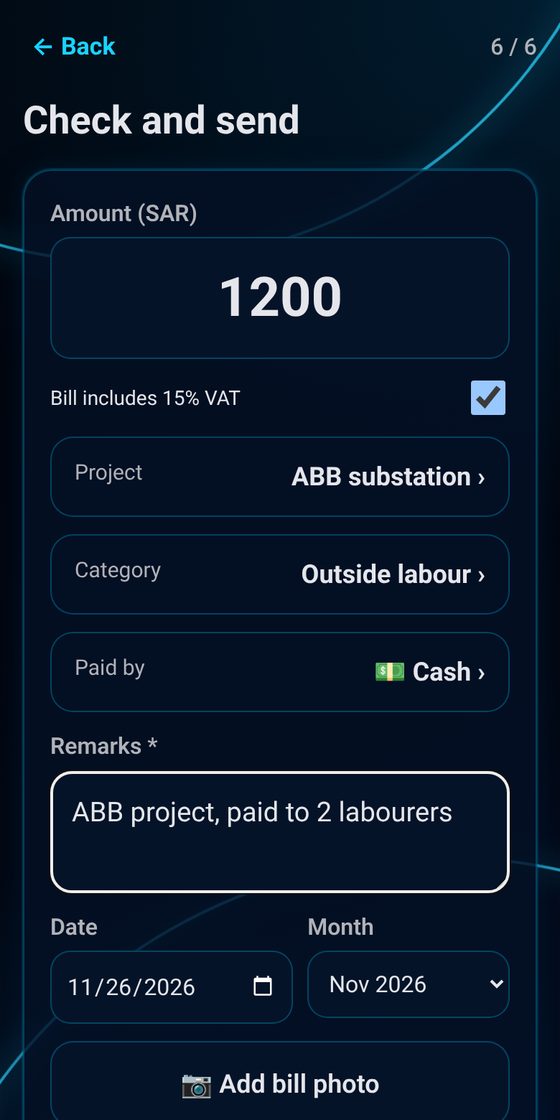 ← Back
6 / 6
Check and send
Amount (SAR)
1200
Bill includes 15% VAT
Project
ABB substation ›
Category
Outside labour ›
Paid by
💵 Cash ›
Remarks *
ABB project, paid to 2 labourers
Date
Month
11/26/2026
Nov 2026
📷 Add bill photo